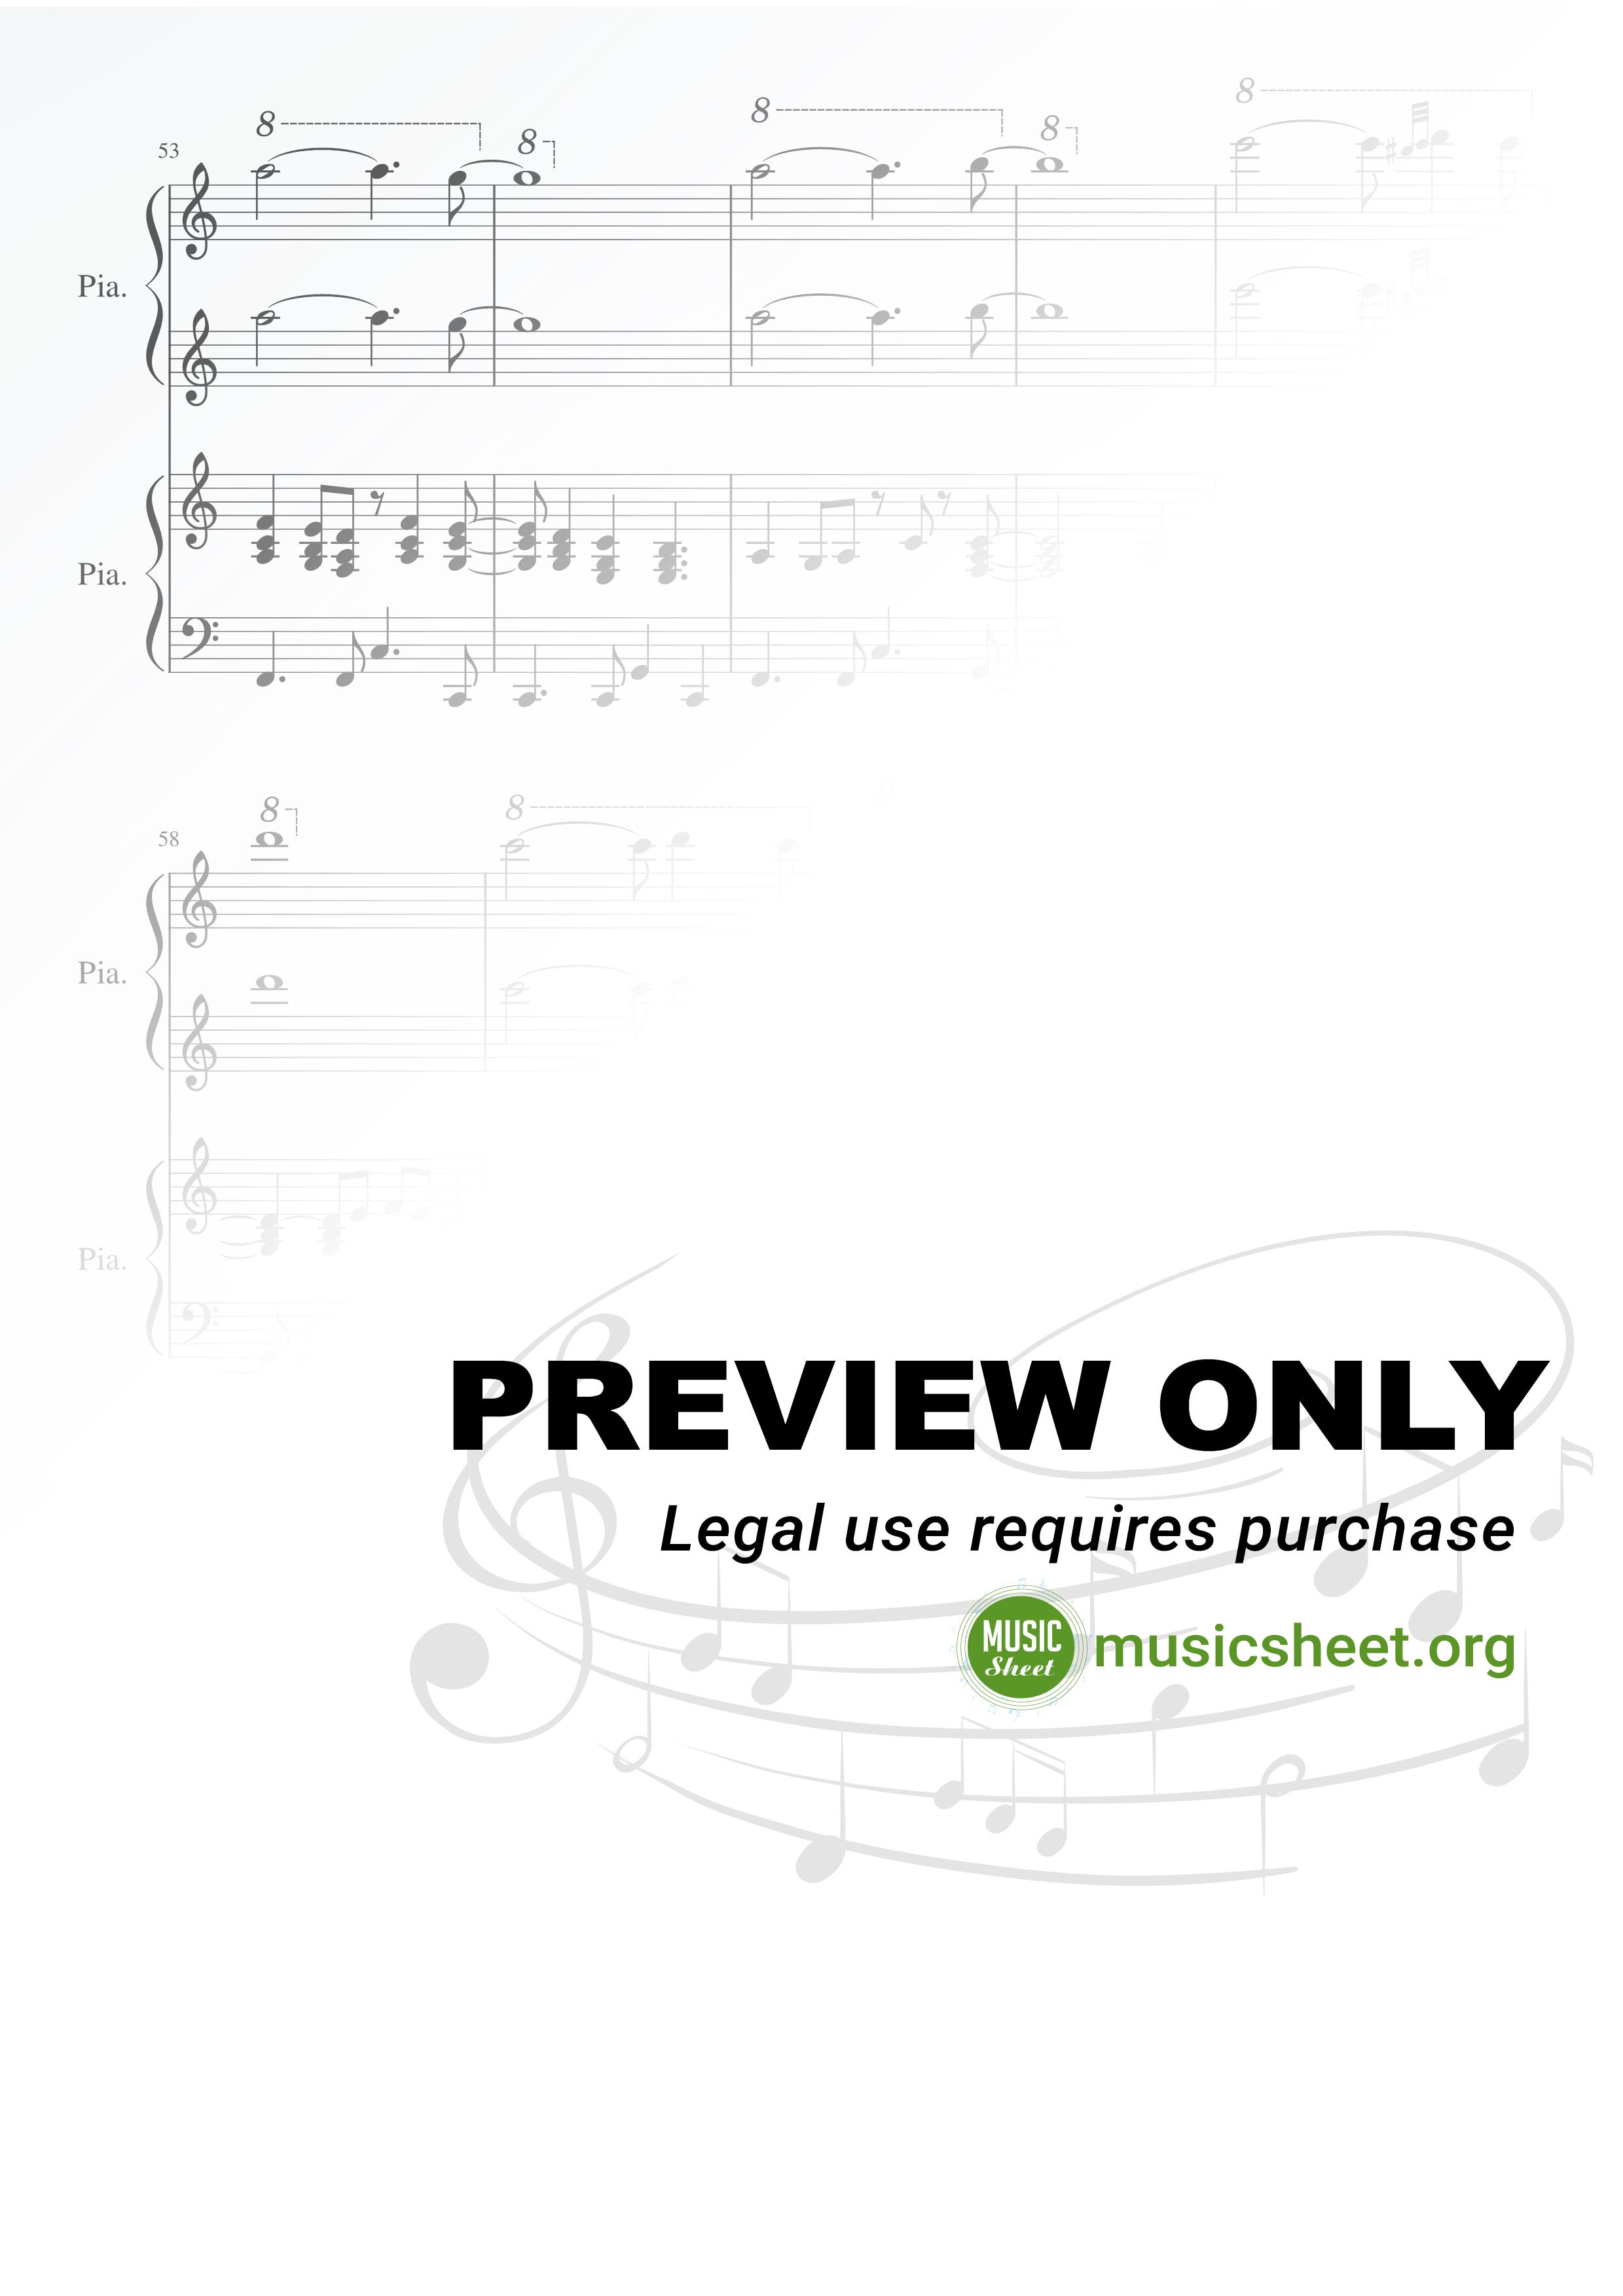 8
8
8
8
8
53
Pia.
Pia.
8
8
58
Pia.
Pia.
PREVIEW ONLY
Legal use requires purchase
MUSIC
Sheet
musicsheet.org